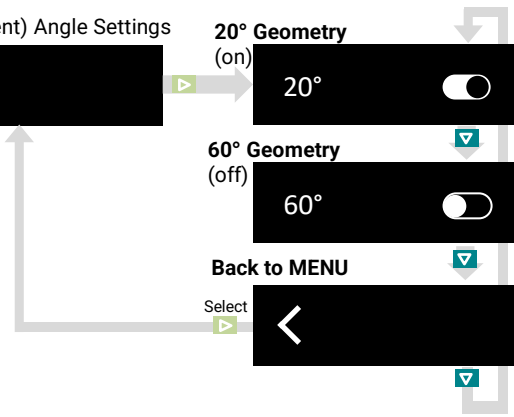 ent) Angle Settings
20° Geometry
(on)
20°
60° Geometry
(off)
60°
Back to MENU
Select